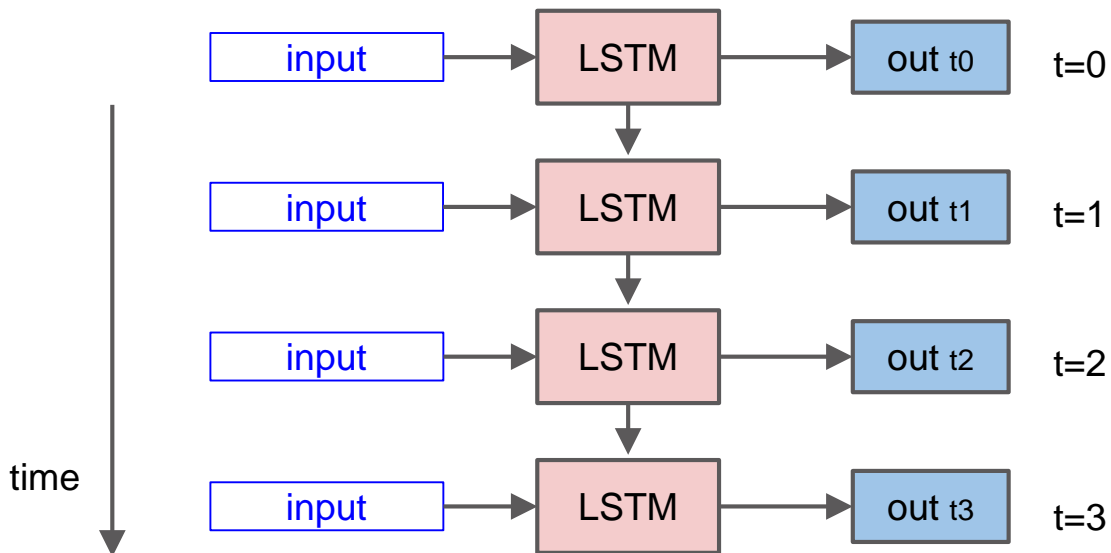 input LSTM out t0 t=0
input LSTM out t1 t=1
input LSTM out t2 t=2
time
input LSTM out t3 t=3